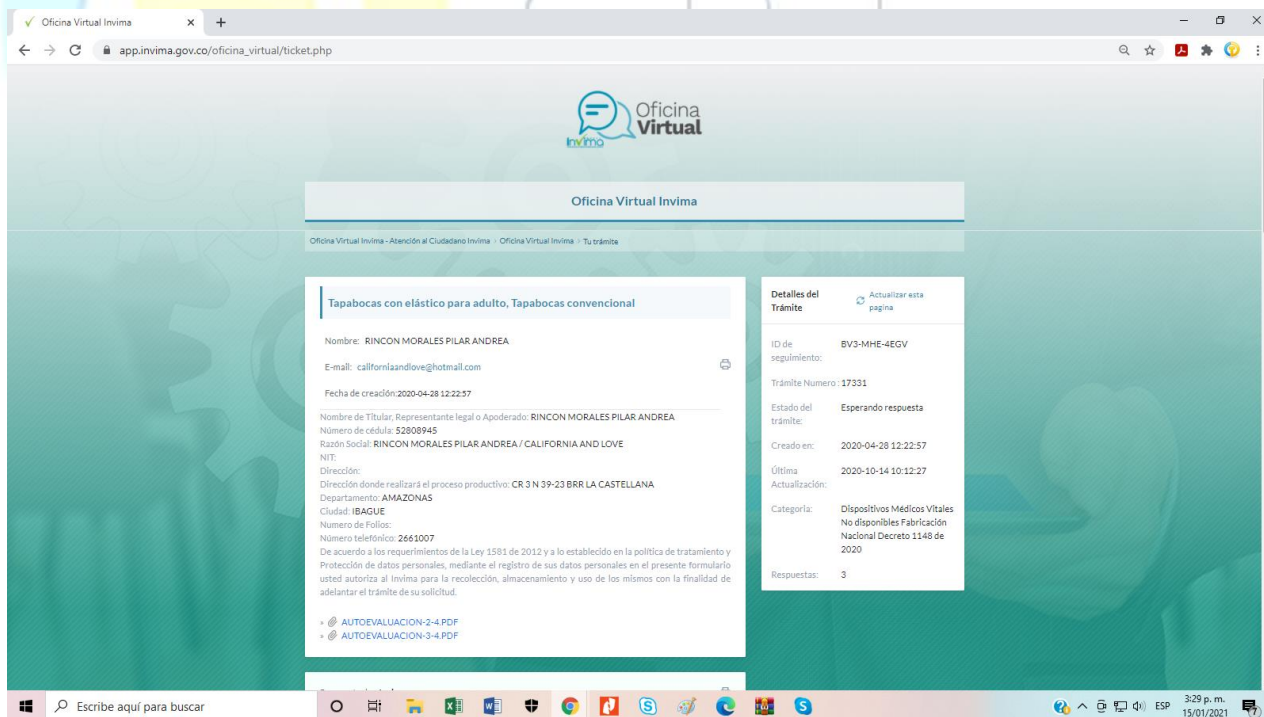 Oficina Virtual Invima
app.invima.gov.co/oficina_virtual/ticket.php
Oficina
Virtual
Invima
Oficina Virtual Invima
Oficina Virtual Invima - Atención al Ciudadano Invima > Oficina Virtual Invima > Tu trámite
Tapabocas con elástico para adulto, Tapabocas convencional
Nombre: RINCON MORALES PILAR ANDREA
E-mail: californiaandlove@hotmail.com
Fecha de creación:2020-04-28 12:22:57
Nombre de Titular, Representante legal o Apoderado: RINCON MORALES PILAR ANDREA
Número de cédula: 52808945
Razón Social: RINCON MORALES PILAR ANDREA / CALIFORNIA AND LOVE
NIT:
Dirección:
Dirección donde realizará el proceso productivo: CR 3 N 39-23 BRR LA CASTELLANA
Departamento: AMAZONAS
Ciudad: IBAGUE
Numero de Folios:
Número telefónico: 2661007
De acuerdo a los requerimientos de la Ley 1581 de 2012 y a lo establecido en la política de tratamiento y
Protección de datos personales, mediante el registro de sus datos personales en el presente formulario
usted autoriza al Invima para la recolección, almacenamiento y uso de los mismos con la finalidad de
adelantar el trámite de su solicitud.
» AUTOEVALUACION-2-4.PDF
» AUTOEVALUACION-3-4.PDF
Detalles del
Trámite
Actualizar esta
pagina
ID de
seguimiento:
BV3-MHE-4EGV
Trámite Numero : 17331
Estado del
trámite:
Esperando respuesta
Creado en: 2020-04-28 12:22:57
Última
Actualización:
2020-10-14 10:12:27
Categoria: Dispositivos Médicos Vitales
No disponibles Fabricación
Nacional Decreto 1148 de
2020
Respuestas: 3
Escribe aquí para buscar
ESP
3:29 p. m.
15/01/2021